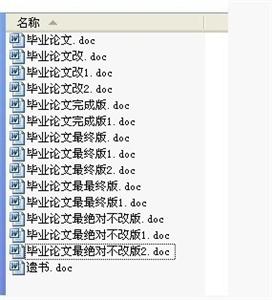 名称
毕业论文.doc
毕业论文改.doc
毕业论文改1.doc
毕业论文改2.doc
毕业论文完成版.doc
毕业论文完成版1.doc
毕业论文最终版.doc
毕业论文最终版1.doc
毕业论文最终版2.doc
毕业论文最最终版.doc
毕业论文最最终版1.doc
毕业论文最绝对不改版.doc
毕业论文最绝对不改版1.doc
毕业论文最绝对不改版2.doc
遗书.doc